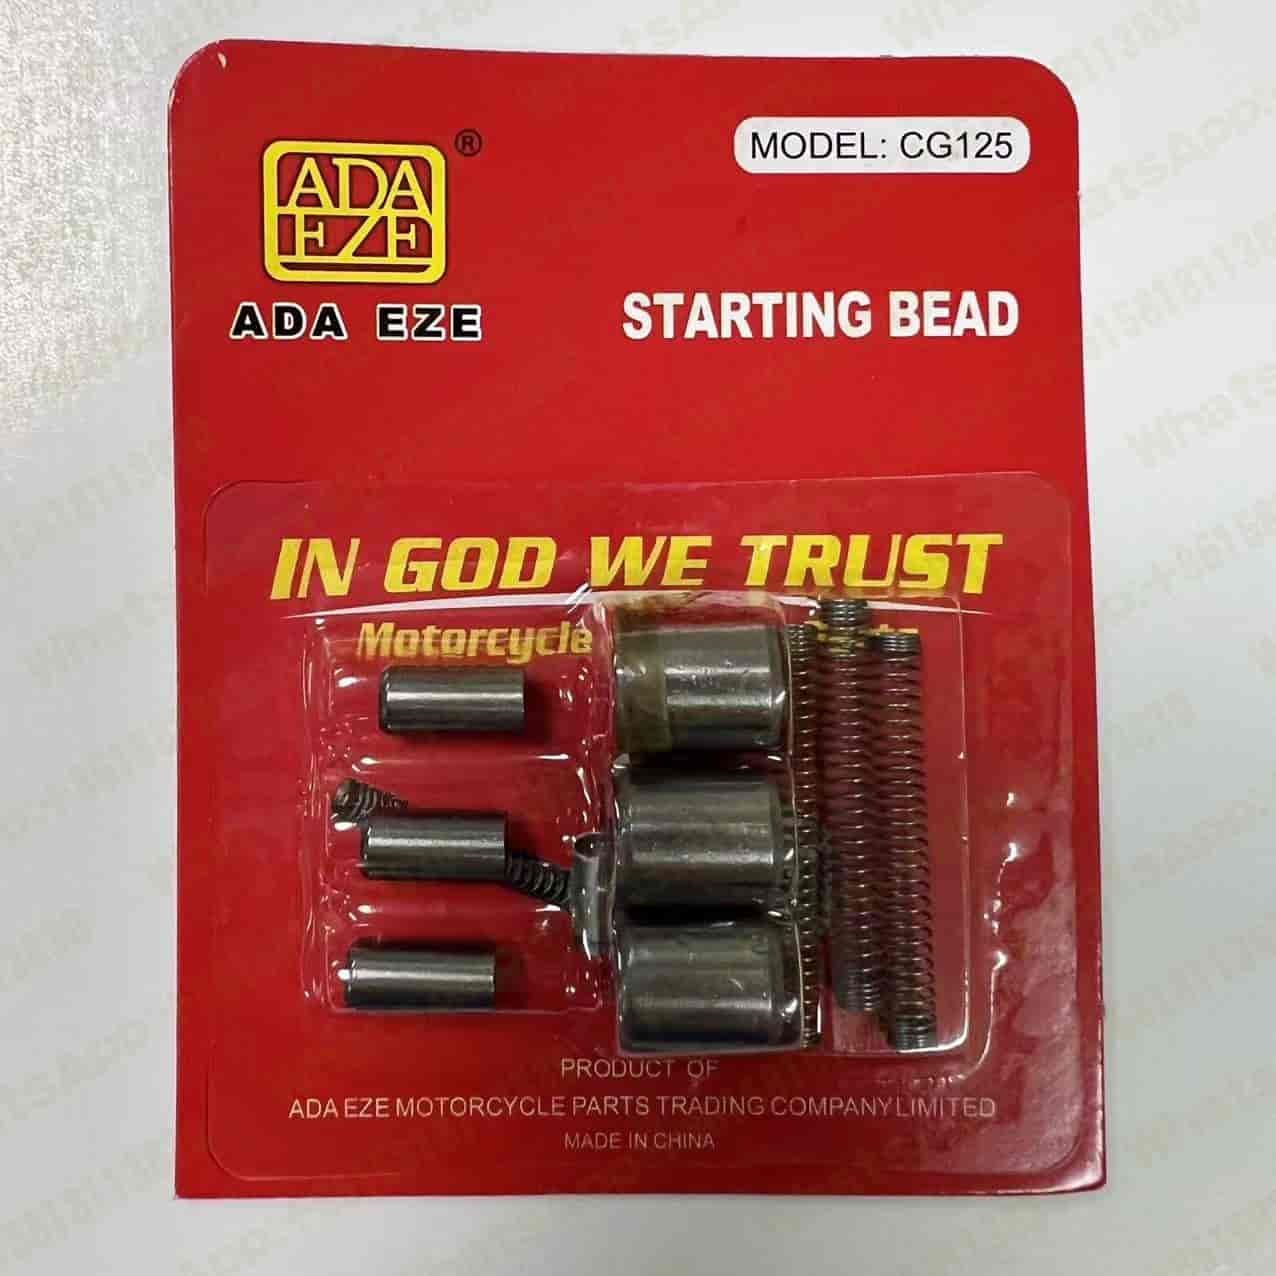 ADA
EZE
®
ADA EZE
MODEL: CG125
STARTING BEAD
IN GOD WE TRUST
Motorcycle
PRODUCT OF
ADA EZE MOTORCYCLE PARTS TRADING COMPANY LIMITED
MADE IN CHINA